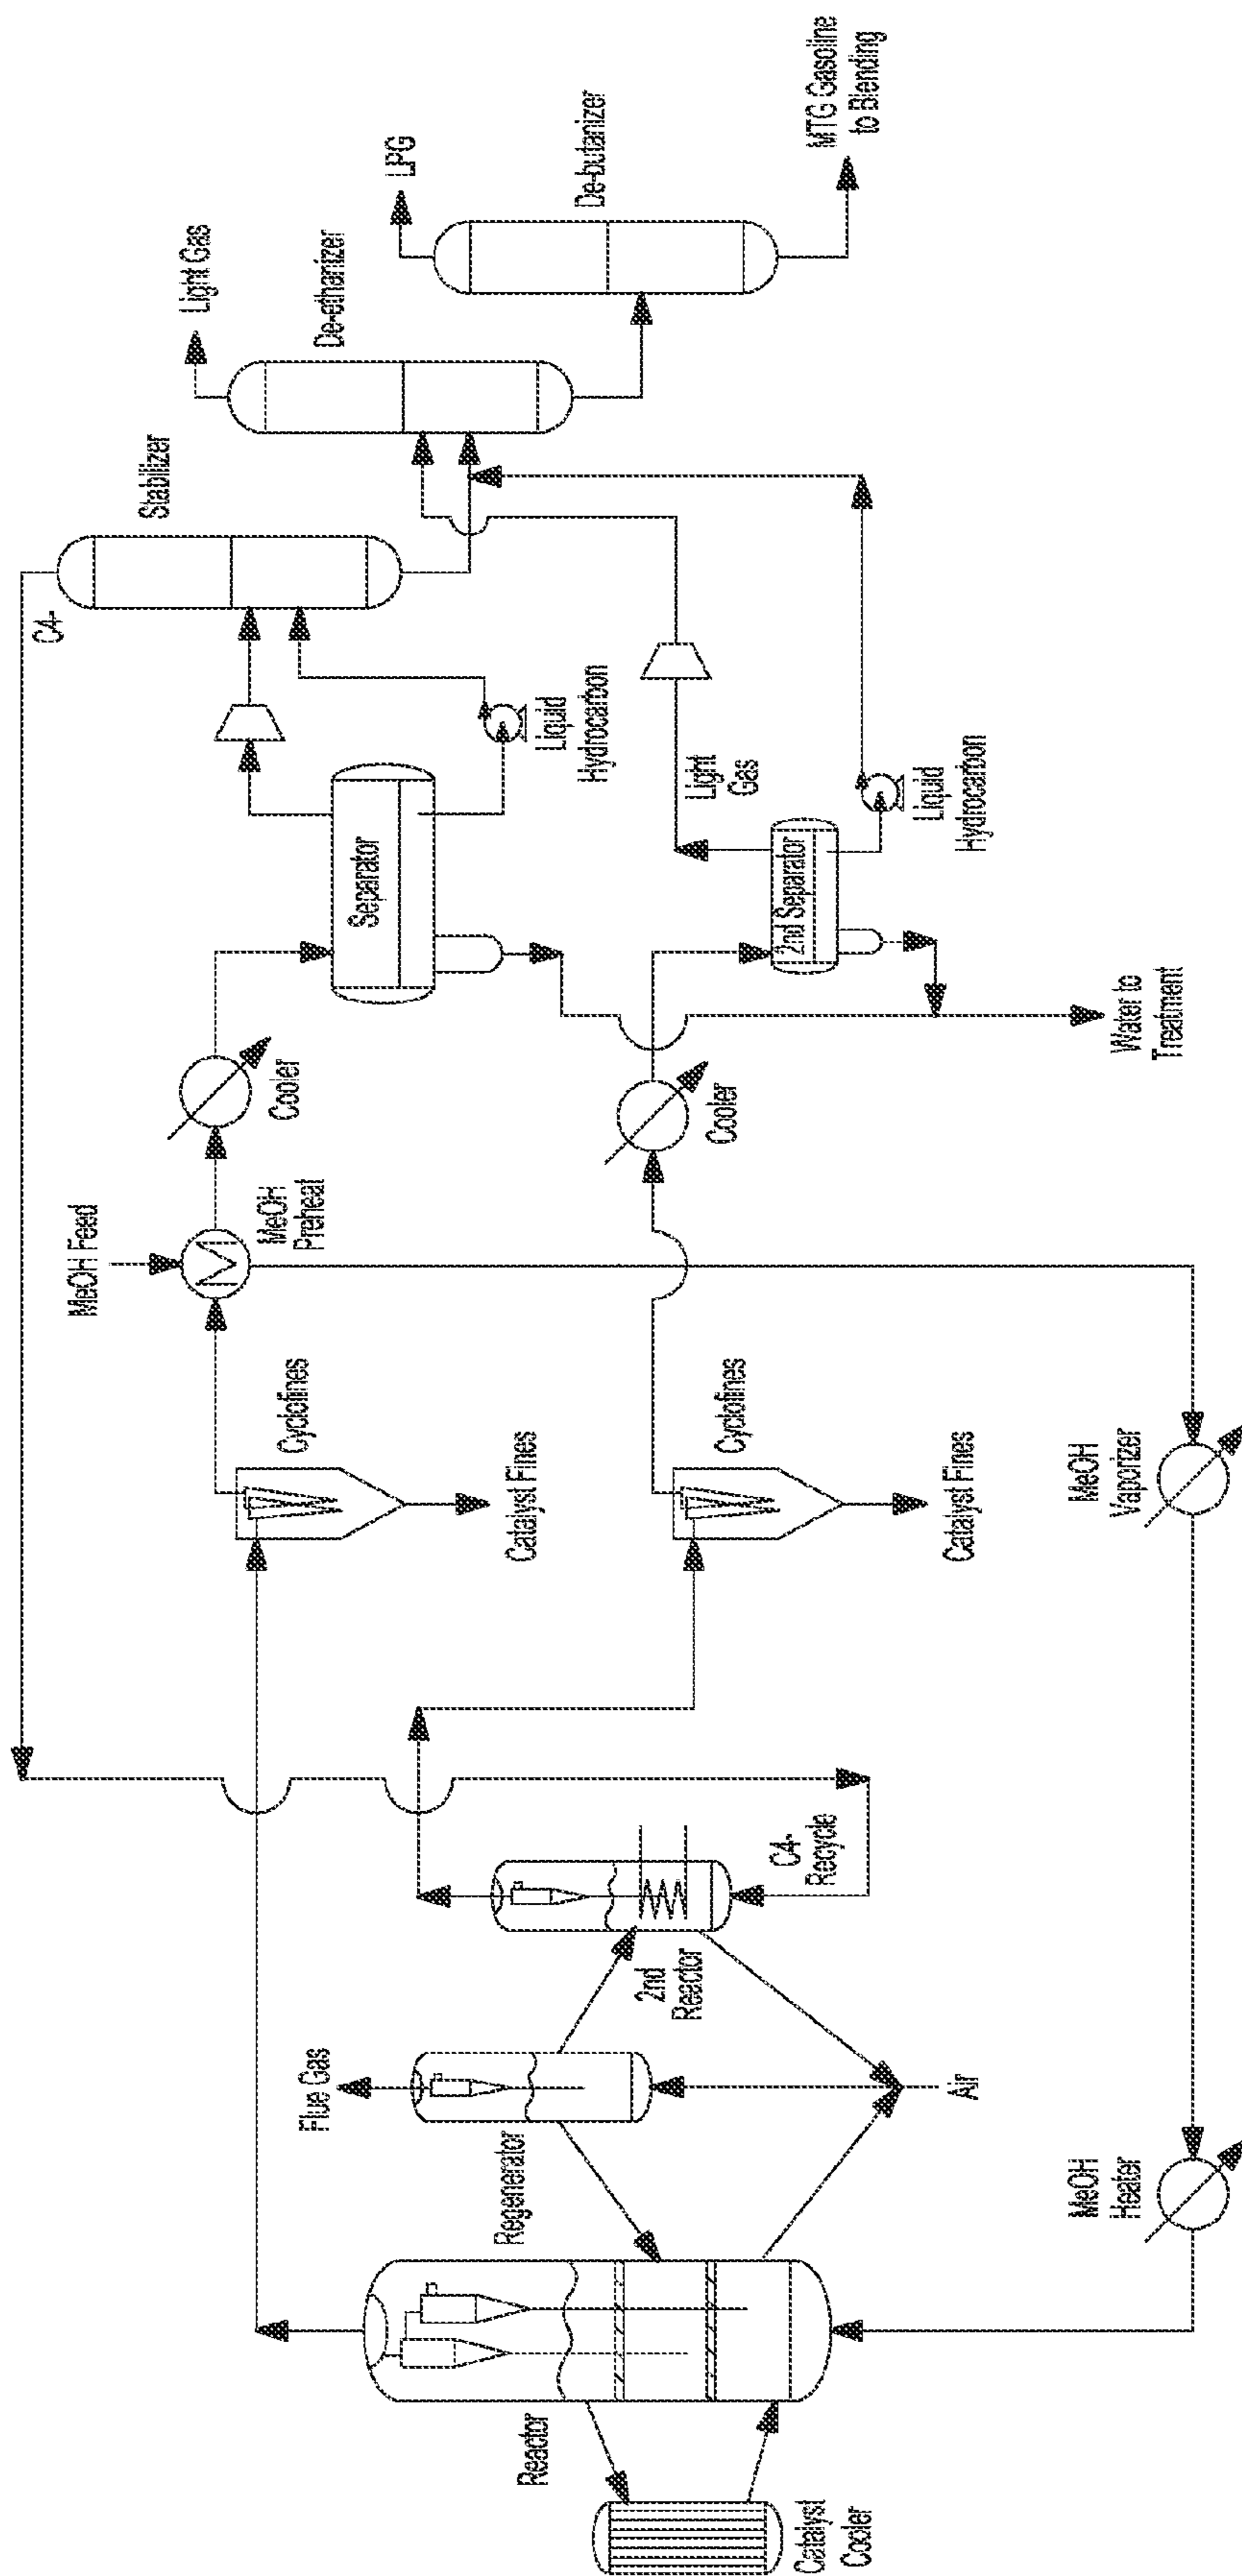 Catalyst
Cooler
Reactor
Regenerator
Flue Gas
2nd
Reactor
Air
C4-
Recycle
MeOH
Heater
MeOH
Vaporizer
Cyclofines
Catalyst Fines
Cyclofines
Catalyst Fines
MeOH Feed
MeOH
Preheat
Cooler
Cooler
Separator
2nd Separator
Water to
Treatment
Liquid
Hydrocarbon
Light
Gas
Liquid
Hydrocarbon
C4-
Stabilizer
Light Gas
De-ethanizer
LPG
De-butanizer
MTG Gasoline
to Blending